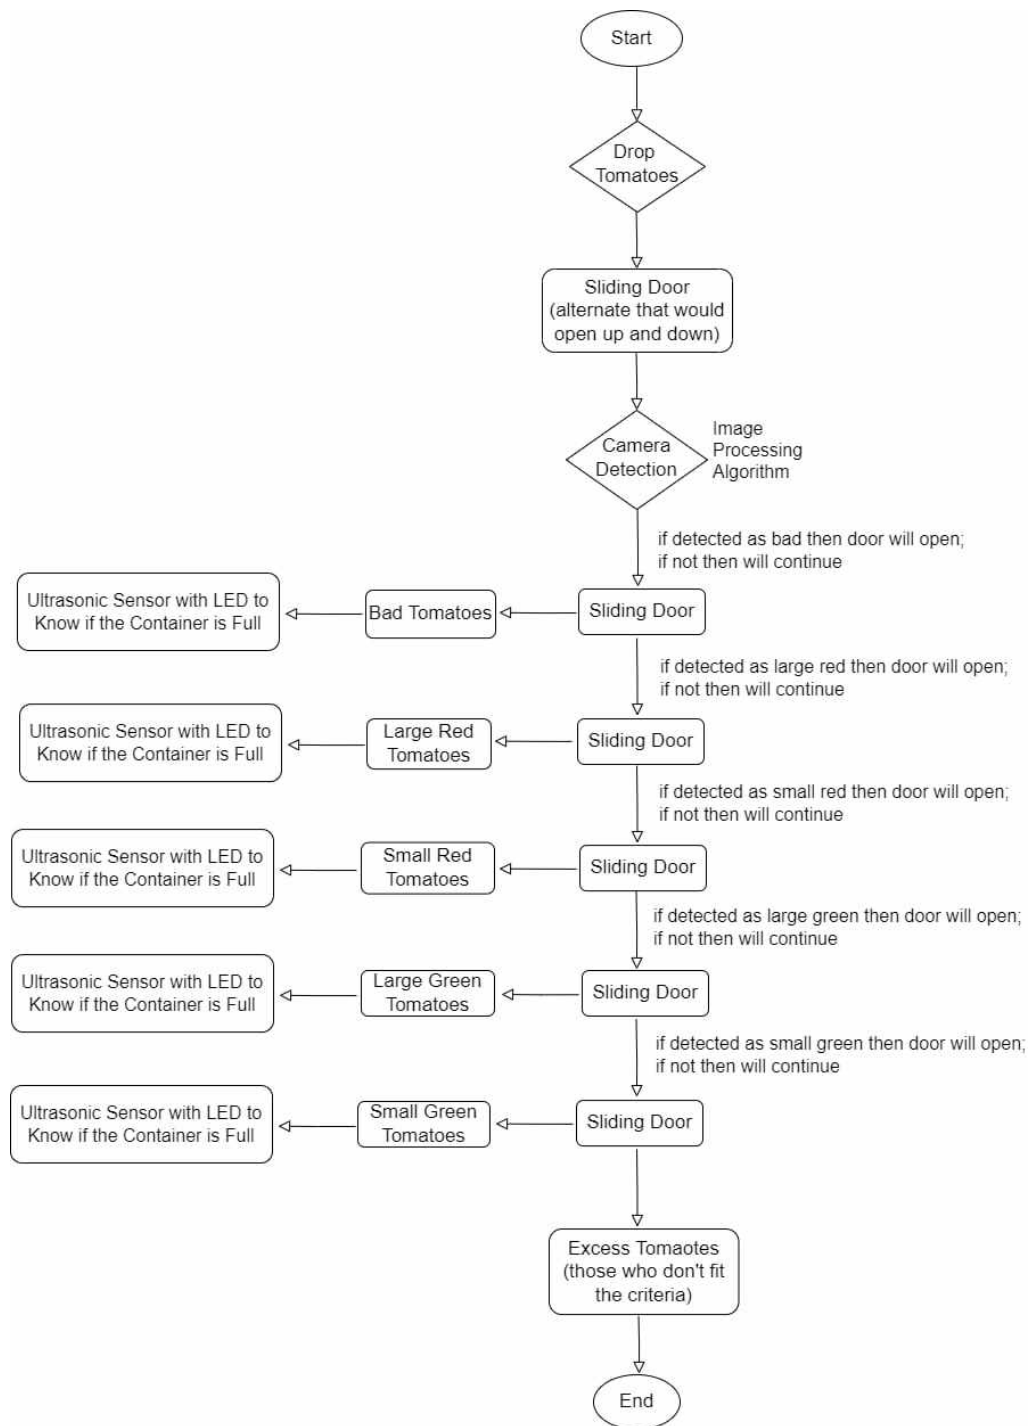 Start
Drop
Tomatoes
Sliding Door
(alternate that would
open up and down)
Camera
Detection
Image
Processing
Algorithm
if detected as bad then door will open;
if not then will continue
Ultrasonic Sensor with LED to
Know if the Container is Full
Bad Tomatoes
Sliding Door
if detected as large red then door will open;
if not then will continue
Ultrasonic Sensor with LED to
Know if the Container is Full
Large Red
Tomatoes
Sliding Door
if detected as small red then door will open;
if not then will continue
Ultrasonic Sensor with LED to
Know if the Container is Full
Small Red
Tomatoes
Sliding Door
if detected as large green then door will open;
if not then will continue
Ultrasonic Sensor with LED to
Know if the Container is Full
Large Green
Tomatoes
Sliding Door
if detected as small green then door will open;
if not then will continue
Ultrasonic Sensor with LED to
Know if the Container is Full
Small Green
Tomatoes
Sliding Door
Excess Tomaotes
(those who don't fit
the criteria)
End